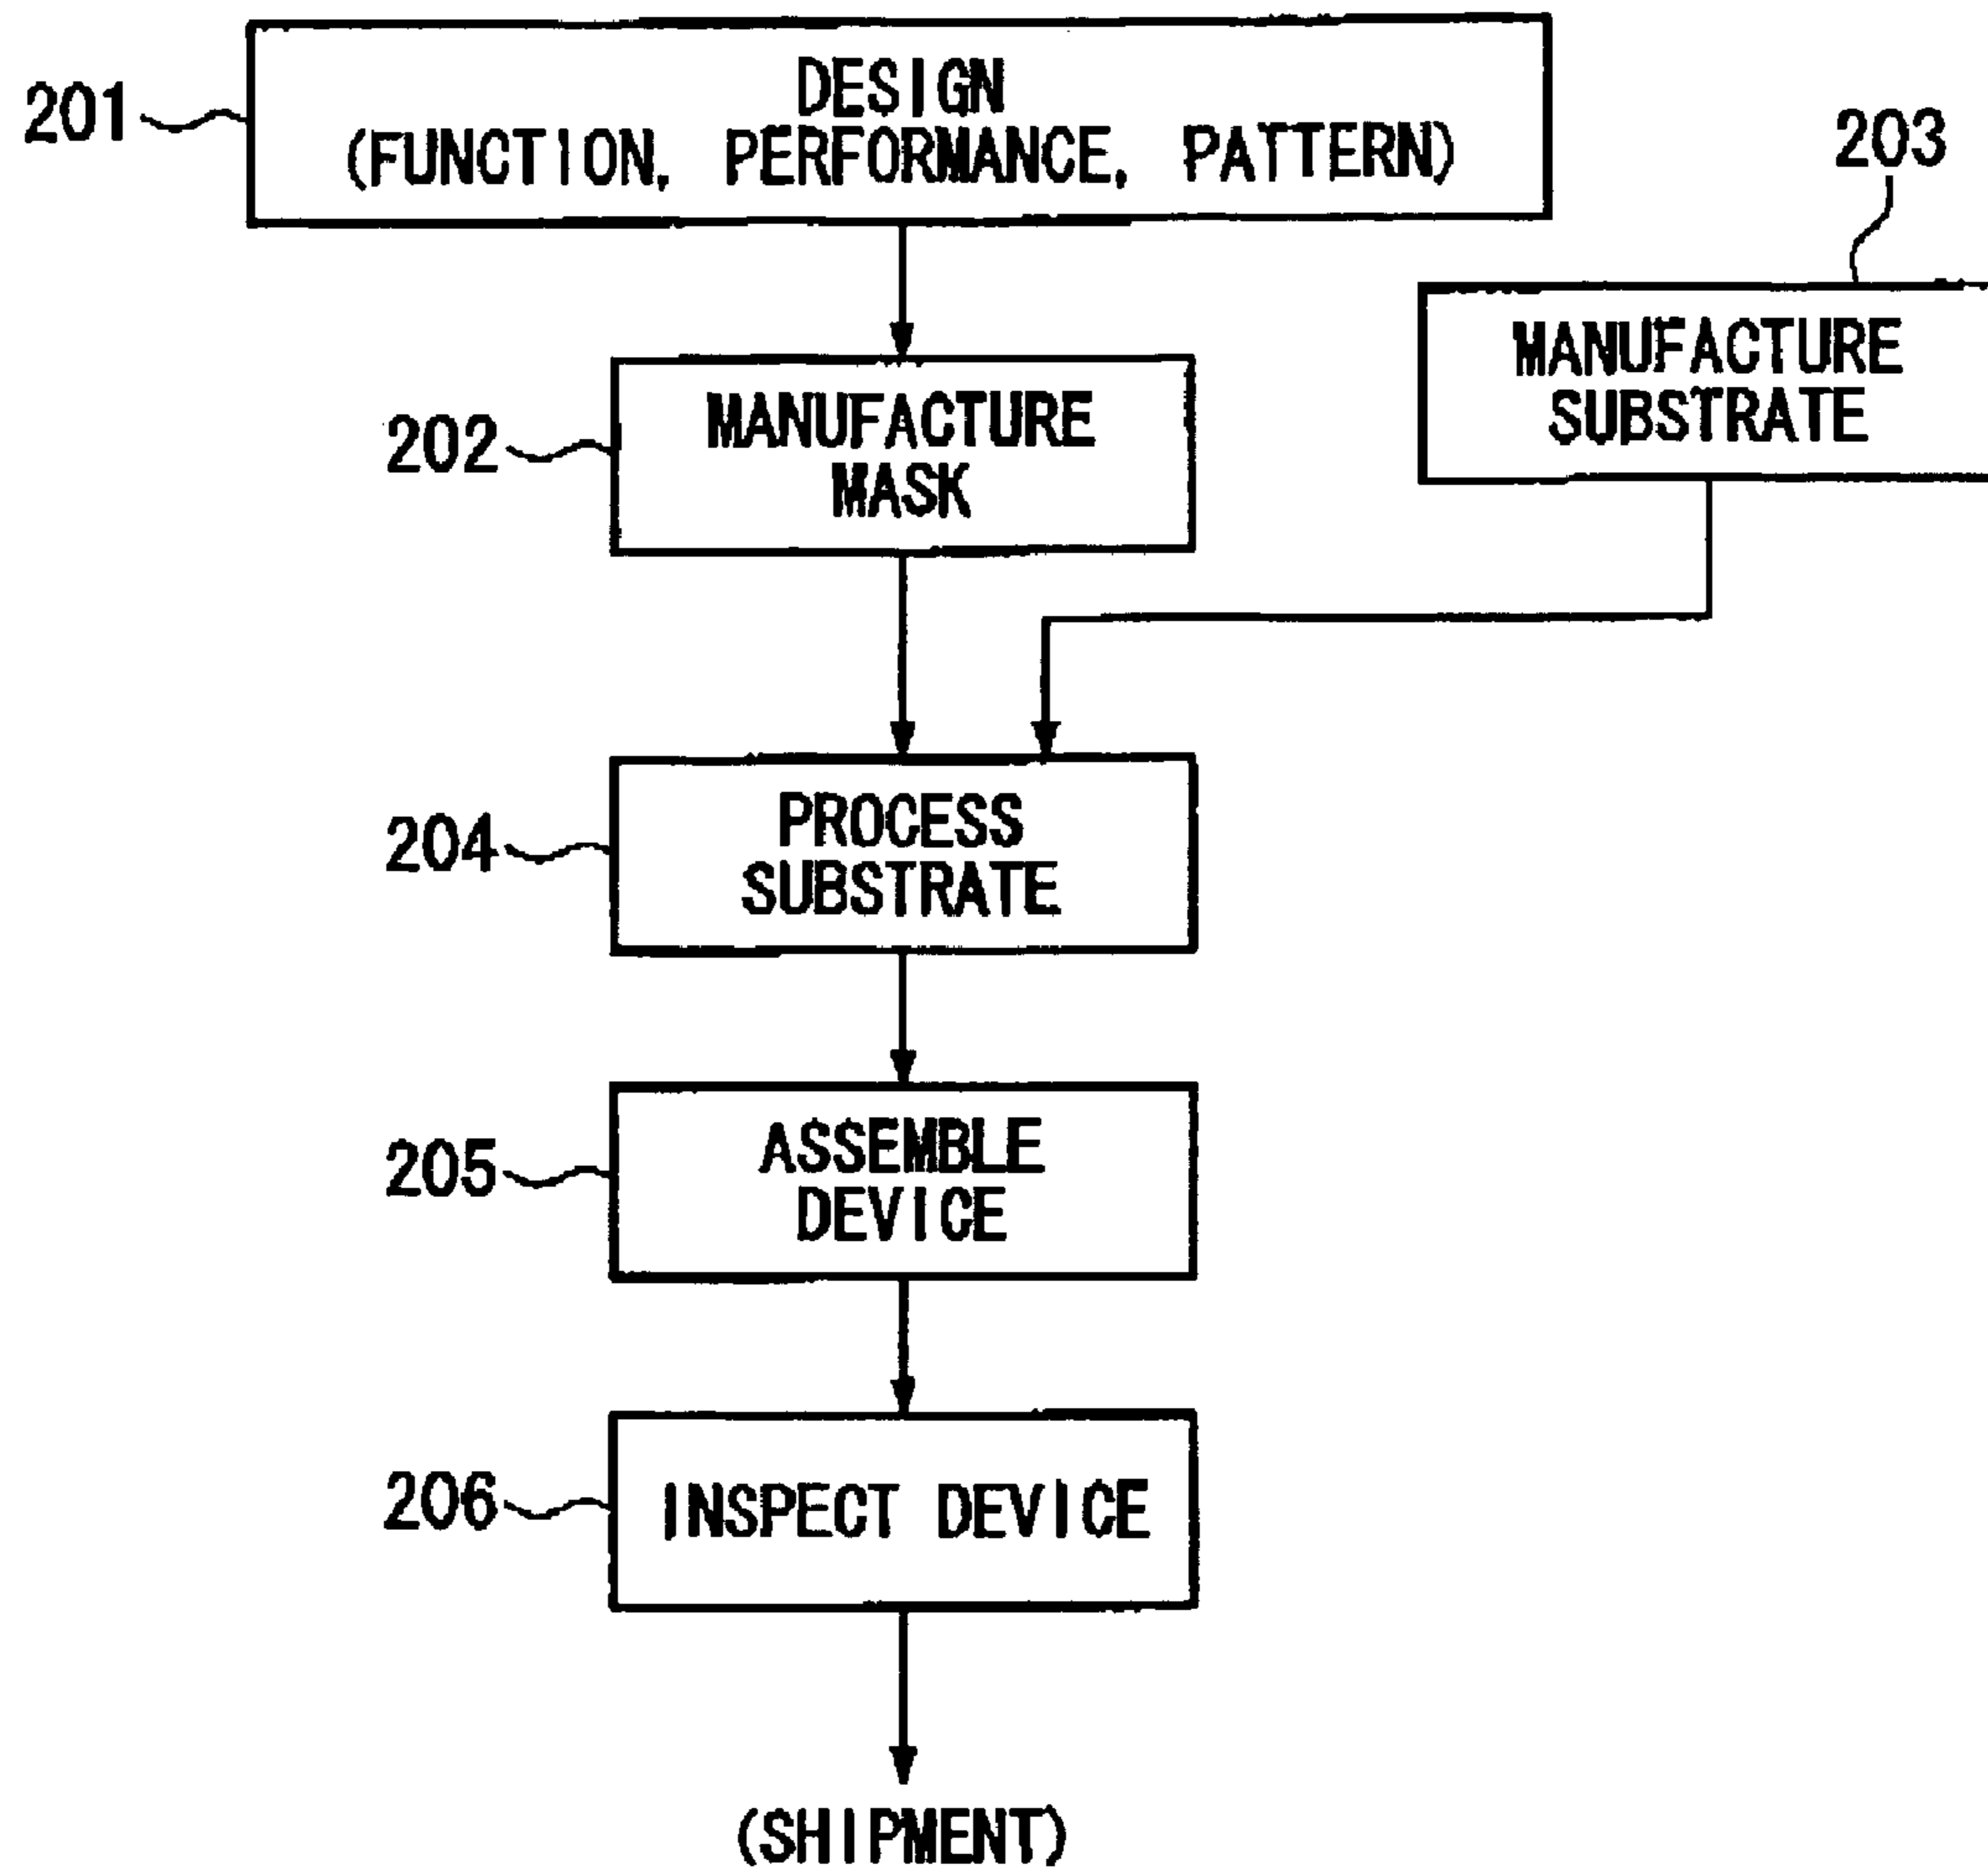 201
DESIGN
(FUNCTION, PERFORMANCE, PATTERN)
203
MANUFACTURE
SUBSTRATE
202
MANUFACTURE
MASK
204
PROCESS
SUBSTRATE
205
ASSEMBLE
DEVICE
206
INSPECT DEVICE
(SHIPMENT)